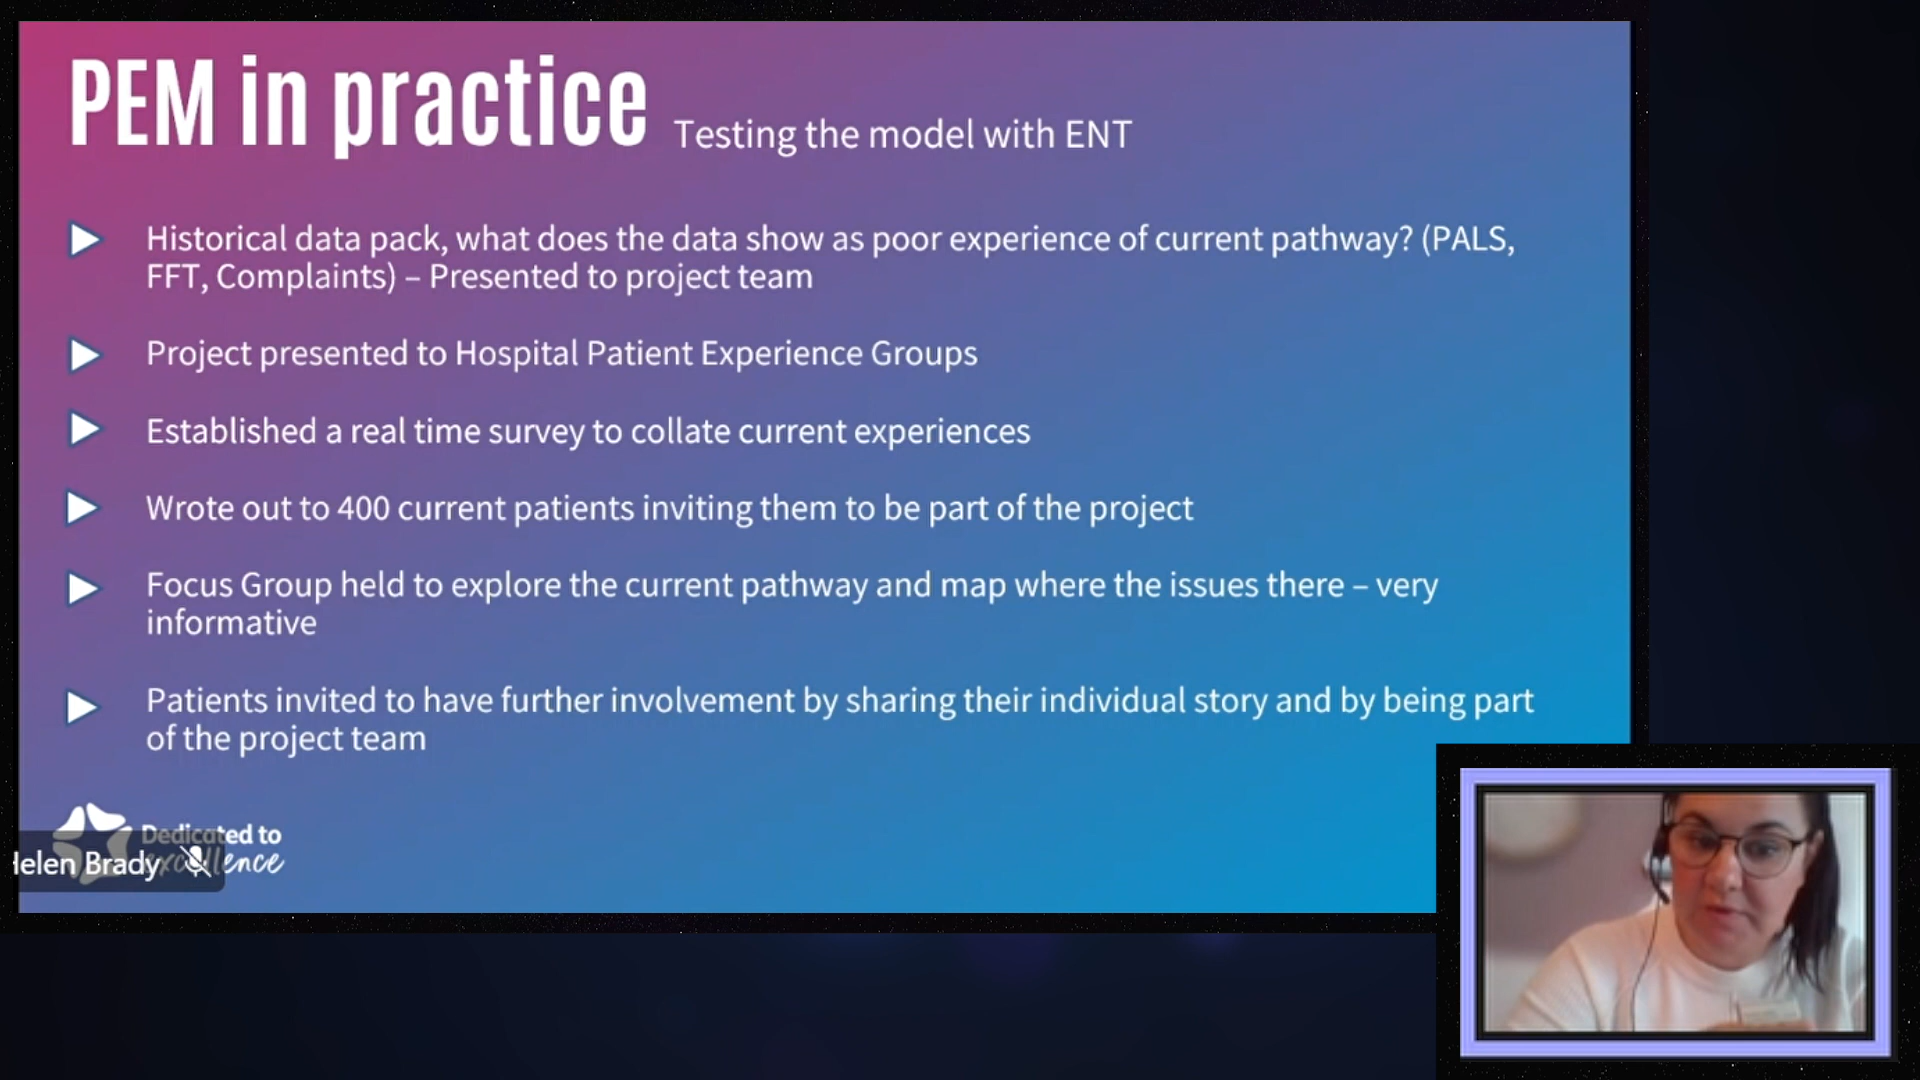 PEM in practice Testing the model with ENT
Historical data pack, what does the data show as poor experience of current pathway? (PALS,
FFT, Complaints) – Presented to project team
Project presented to Hospital Patient Experience Groups
Established a real time survey to collate current experiences
Wrote out to 400 current patients inviting them to be part of the project
Focus Group held to explore the current pathway and map where the issues there – very
informative
Patients invited to have further involvement by sharing their individual story and by being part
of the project team
Dedicated to
excellence
Helen Brady